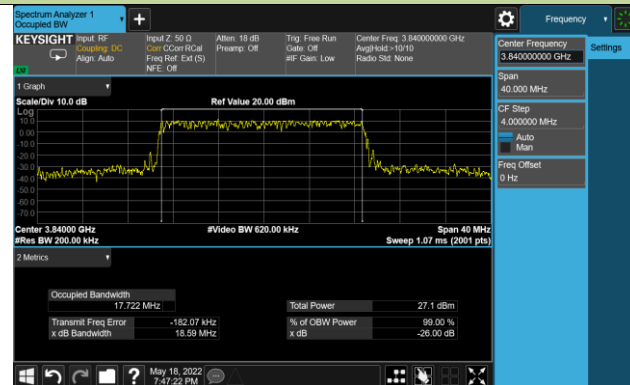 Spectrum Analyzer 1
Occupied BW
Frequency
KEYSIGHT Input: RF
Coupling: DC
Align: Auto
Input Z: 50 Ω
Corr CCorr RCal
Freq Ref: Ext (S)
NFE: Off
Atten: 18 dB
Preamp: Off
Trig: Free Run
Gate: Off
#IF Gain: Low
Center Freq: 3.840000000 GHz
Avg|Hold:>10/10
Radio Std: None
LXI
Center Frequency
3.840000000 GHz
Settings
Span
40.000 MHz
CF Step
4.000000 MHz
Auto
Man
Freq Offset
0 Hz
1 Graph
Scale/Div 10.0 dB
Ref Value 20.00 dBm
Log
10.0
0.00
-10.0
-20.0
-30.0
-40.0
-50.0
-60.0
-70.0
Center 3.84000 GHz
#Video BW 620.00 kHz
Span 40 MHz
#Res BW 200.00 kHz
Sweep 1.07 ms (2001 pts)
2 Metrics
Occupied Bandwidth
17.722 MHz
Total Power 27.1 dBm
Transmit Freq Error -182.07 kHz
% of OBW Power 99.00 %
x dB Bandwidth 18.59 MHz
x dB -26.00 dB
May 18, 2022
7:47:22 PM